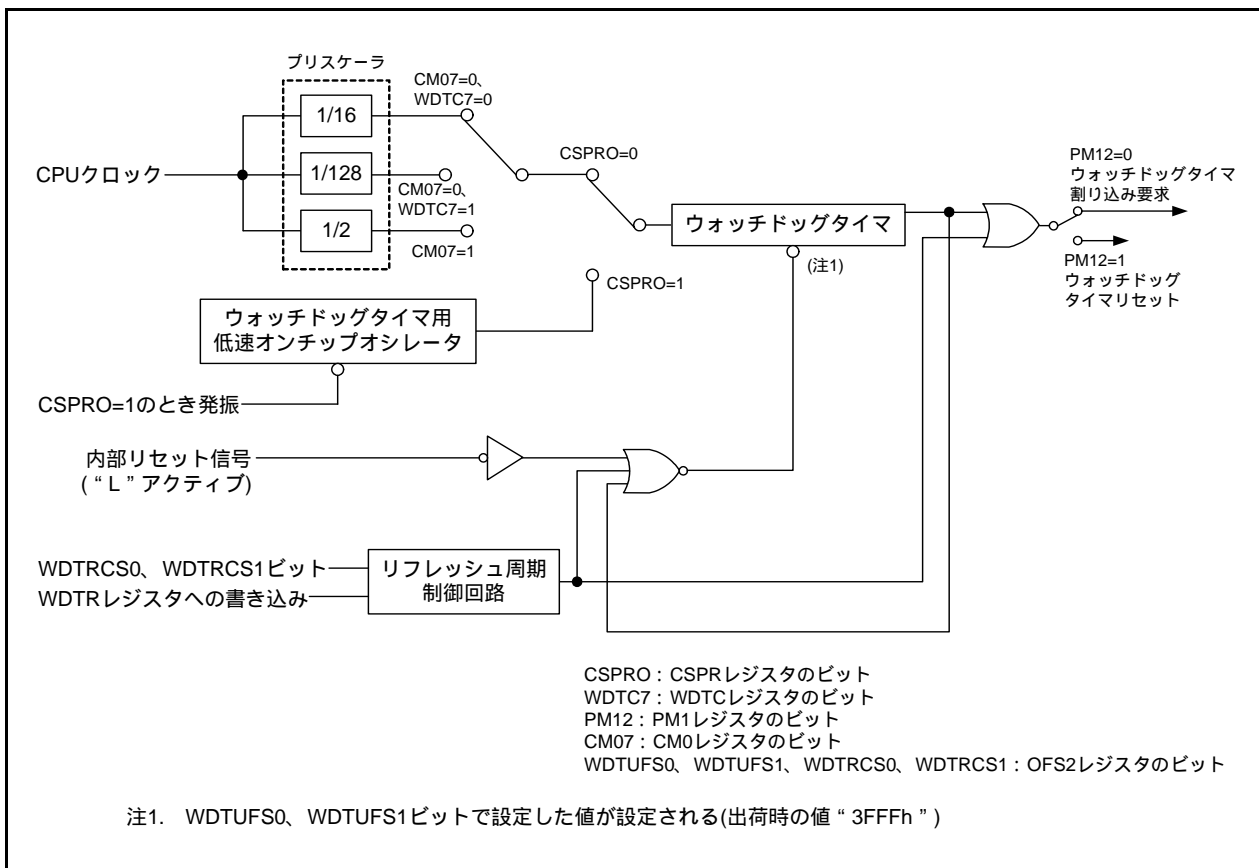 プリスケーラ
CM07=0、
WDTC7=0
1/16
CSPRO=0
PM12=0
ウォッチドッグタイマ
割り込み要求
CPUクロック
1/128
CM07=0、
WDTC7=1
ウォッチドッグタイマ
1/2
CM07=1
(注1)
PM12=1
ウォッチドッグ
タイマリセット
CSPRO=1
ウォッチドッグタイマ用
低速オンチップオシレータ
CSPRO=1のとき発振
内部リセット信号
( “ L ” アクティブ)
WDTRCS0、WDTRCS1ビット
WDTRレジスタへの書き込み
リフレッシュ周期
制御回路
CSPRO：CSPRレジスタのビット
WDTC7：WDTCレジスタのビット
PM12：PM1レジスタのビット
CM07：CM0レジスタのビット
WDTUFS0、WDTUFS1、WDTRCS0、WDTRCS1：OFS2レジスタのビット
注1. WDTUFS0、WDTUFS1ビットで設定した値が設定される(出荷時の値 “ 3FFFh ” )